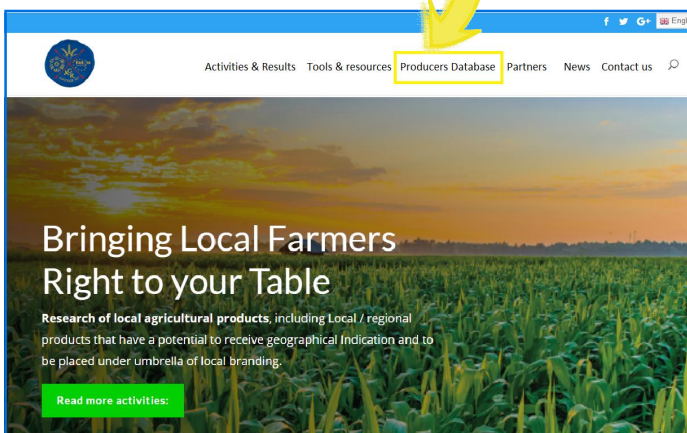 f G+ Engl
Activities & Results Tools & resources Producers Database Partners News Contact us
Bringing Local Farmers
Right to your Table
Research of local agricultural products, including Local / regional
products that have a potential to receive geographical Indication and to
be placed under umbrella of local branding.
Read more activities: